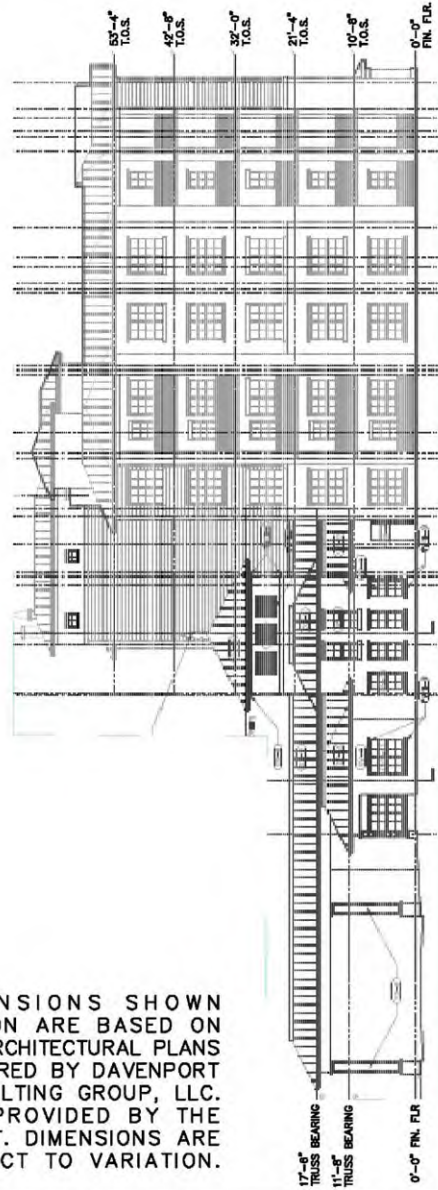 53'-4"
T.O.S.
42'-8"
T.O.S.
32'-0"
T.O.S.
21'-4"
T.O.S.
10'-8"
T.O.S.
0'-0"
FIN. FLR.
NSIONS SHOWN
ON ARE BASED ON
RCHITECTURAL PLANS
RED BY DAVENPORT
LTING GROUP, LLC.
PROVIDED BY THE
T. DIMENSIONS ARE
CT TO VARIATION.
17'-6"
TRUSS BEARING
11'-8"
TRUSS BEARING
0'-0" FIN. FLR